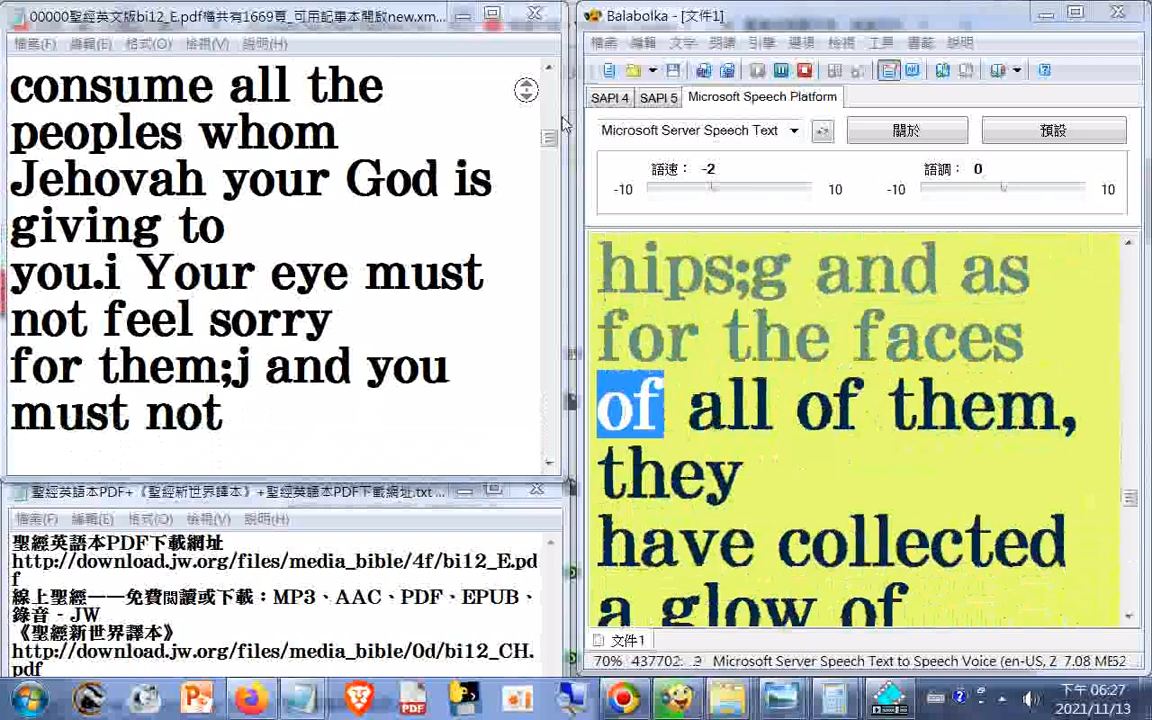 00000聖經英文版bi12_E.pdf檔共有1669頁_可用記事本開啟new.xm...
檔案(F) 編輯(E) 格式(O) 檢視(V) 說明(H)
consume all the
peoples whom
Jehovah your God is
giving to
you.i Your eye must
not feel sorry
for them;j and you
must not
聖經英語本PDF+《聖經新世界譯本》+聖經英語本PDF下載網址.txt ...
檔案(F) 編輯(E) 格式(O) 檢視(V) 說明(H)
聖經英語本PDF下載網址
http://download.jw.org/files/media_bible/4f/bi12_E.pd
f
線上聖經——免費閱讀或下載：MP3、AAC、PDF、EPUB、
錄音 - JW
《聖經新世界譯本》
http://download.jw.org/files/media_bible/0d/bi12_CH.
pdf
Balabolka - [文件1]
檔案 編輯 文字 閱讀 引擎 選項 檢視 工具 書籤 說明
SAPI 4 SAPI 5 Microsoft Speech Platform
Microsoft Server Speech Text 關於 預設
語速： -2 語調： 0
-10 10 -10 10
hips;g and as
for the faces
of all of them,
they
have collected
a glow of
文件1
70% 437702: Microsoft Server Speech Text to Speech Voice (en-US, Z 7.08 ME52
PDF
下午 06:27
2021/11/13